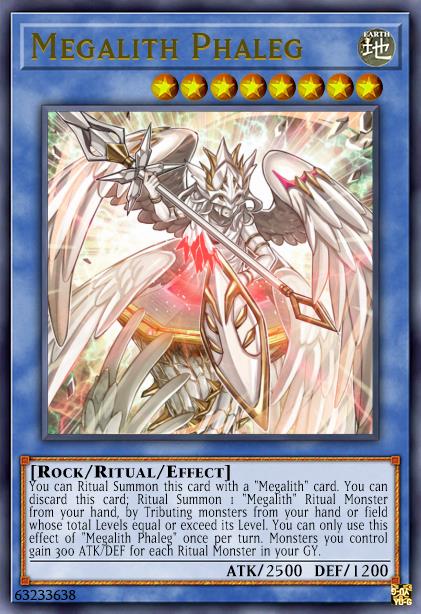 MEGALITH PHALEG
EARTH
地
[ROCK/RITUAL/EFFECT]
You can Ritual Summon this card with a "Megalith" card. You can
discard this card; Ritual Summon 1 "Megalith" Ritual Monster
from your hand, by Tributing monsters from your hand or field
whose total Levels equal or exceed its Level. You can only use this
effect of "Megalith Phaleg" once per turn. Monsters you control
gain 300 ATK/DEF for each Ritual Monster in your GY.
ATK/2500 DEF/1200
63233638